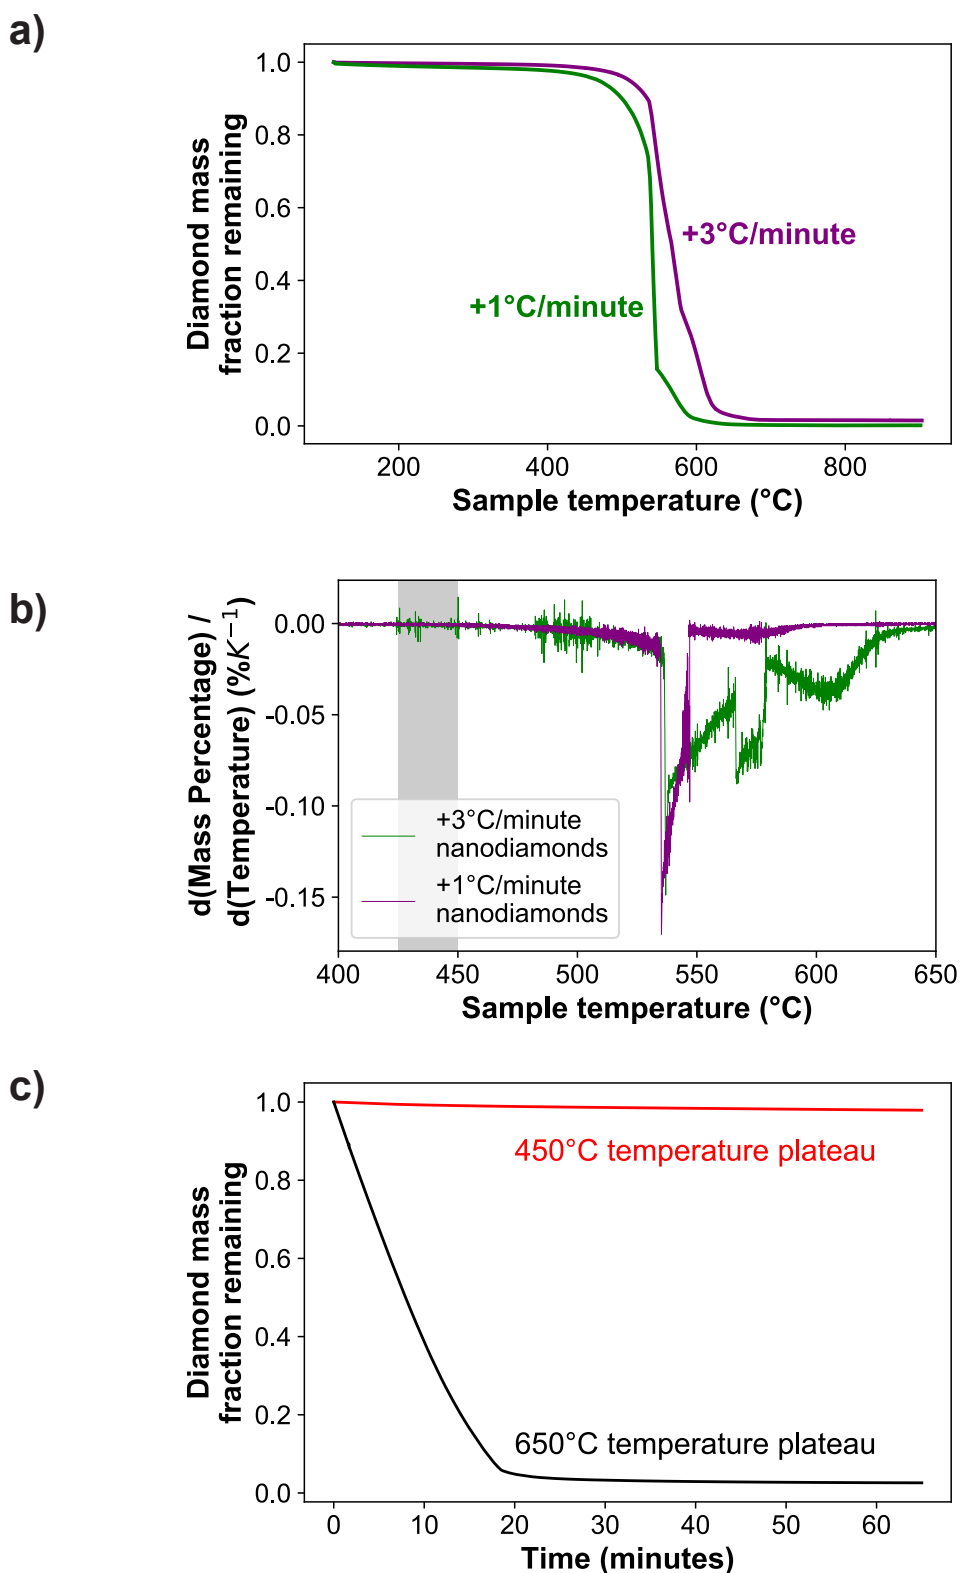 a)
Diamond mass
fraction remaining
1.0
0.8
0.6
0.4
0.2
0.0
+3°C/minute
+1°C/minute
200
400
600
800
Sample temperature (°C)
b)
d(Mass Percentage) /
d(Temperature) (%K⁻¹)
0.00
-0.05
-0.10
-0.15
+3°C/minute
nanodiamonds
+1°C/minute
nanodiamonds
400
450
500
550
600
650
Sample temperature (°C)
c)
Diamond mass
fraction remaining
1.0
0.8
0.6
0.4
0.2
0.0
450°C temperature plateau
650°C temperature plateau
0
10
20
30
40
50
60
Time (minutes)